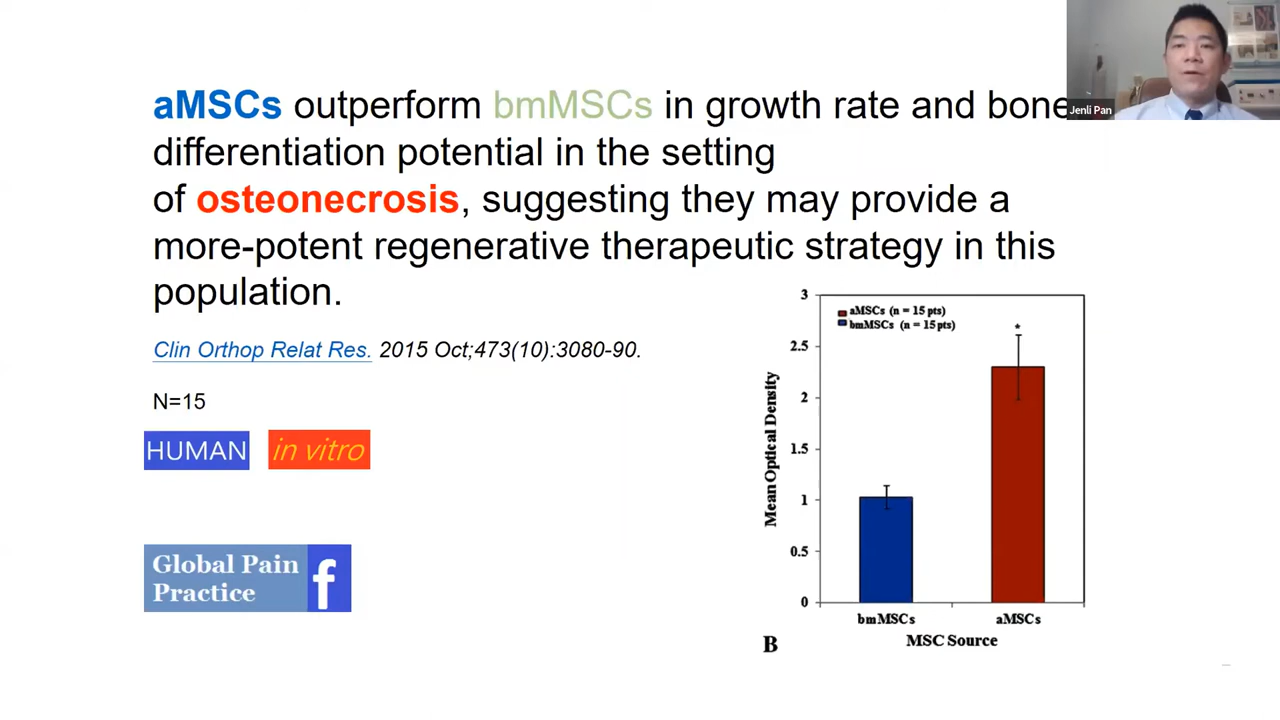 aMSCs outperform bmMSCs in growth rate and bone
differentiation potential in the setting
of osteonecrosis, suggesting they may provide a
more-potent regenerative therapeutic strategy in this
population.
Clin Orthop Relat Res. 2015 Oct;473(10):3080-90.
N=15
HUMAN in vitro
Global Pain
Practice
f
Jenli Pan
3
2.5
2
1.5
1
0.5
0
Mean Optical Density
aMSCs (n = 15 pts)
bmMSCs (n = 15 pts)
*
bmMSCs aMSCs
MSC Source
B